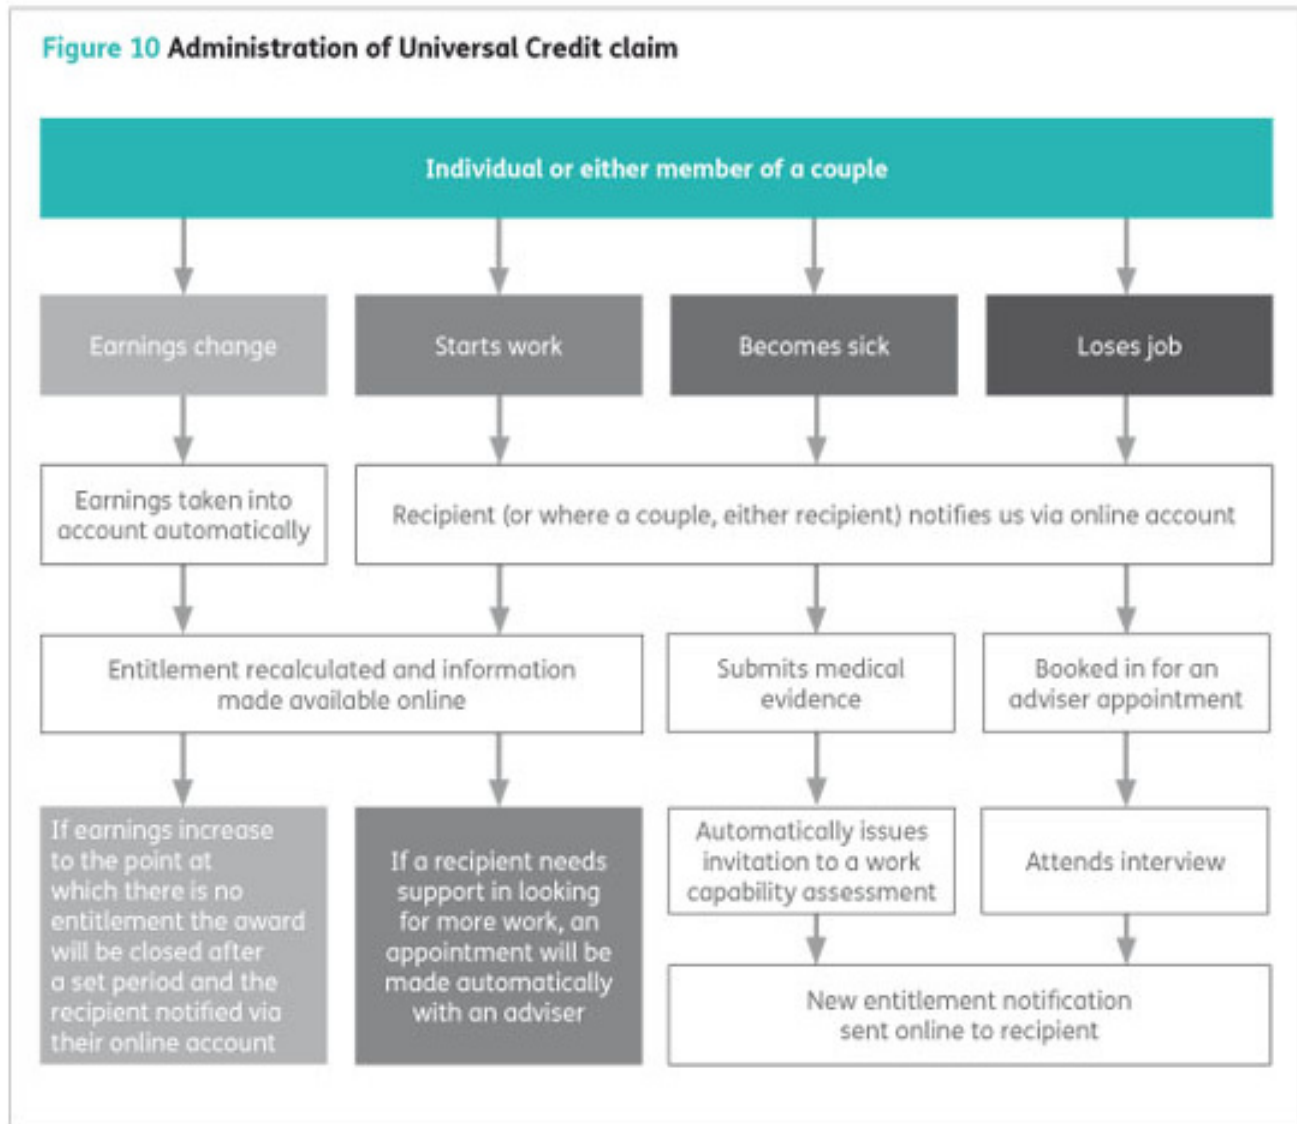 Figure 10 Administration of Universal Credit claim
Individual or either member of a couple
Earnings change
Starts work
Becomes sick
Loses job
Earnings taken into
account automatically
Recipient (or where a couple, either recipient) notifies us via online account
Entitlement recalculated and information
made available online
Submits medical
evidence
Booked in for an
adviser appointment
If earnings increase
to the point at
which there is no
entitlement the award
will be closed after
a set period and the
recipient notified via
their online account
If a recipient needs
support in looking
for more work, an
appointment will be
made automatically
with an adviser
Automatically issues
invitation to a work
capability assessment
Attends interview
New entitlement notification
sent online to recipient